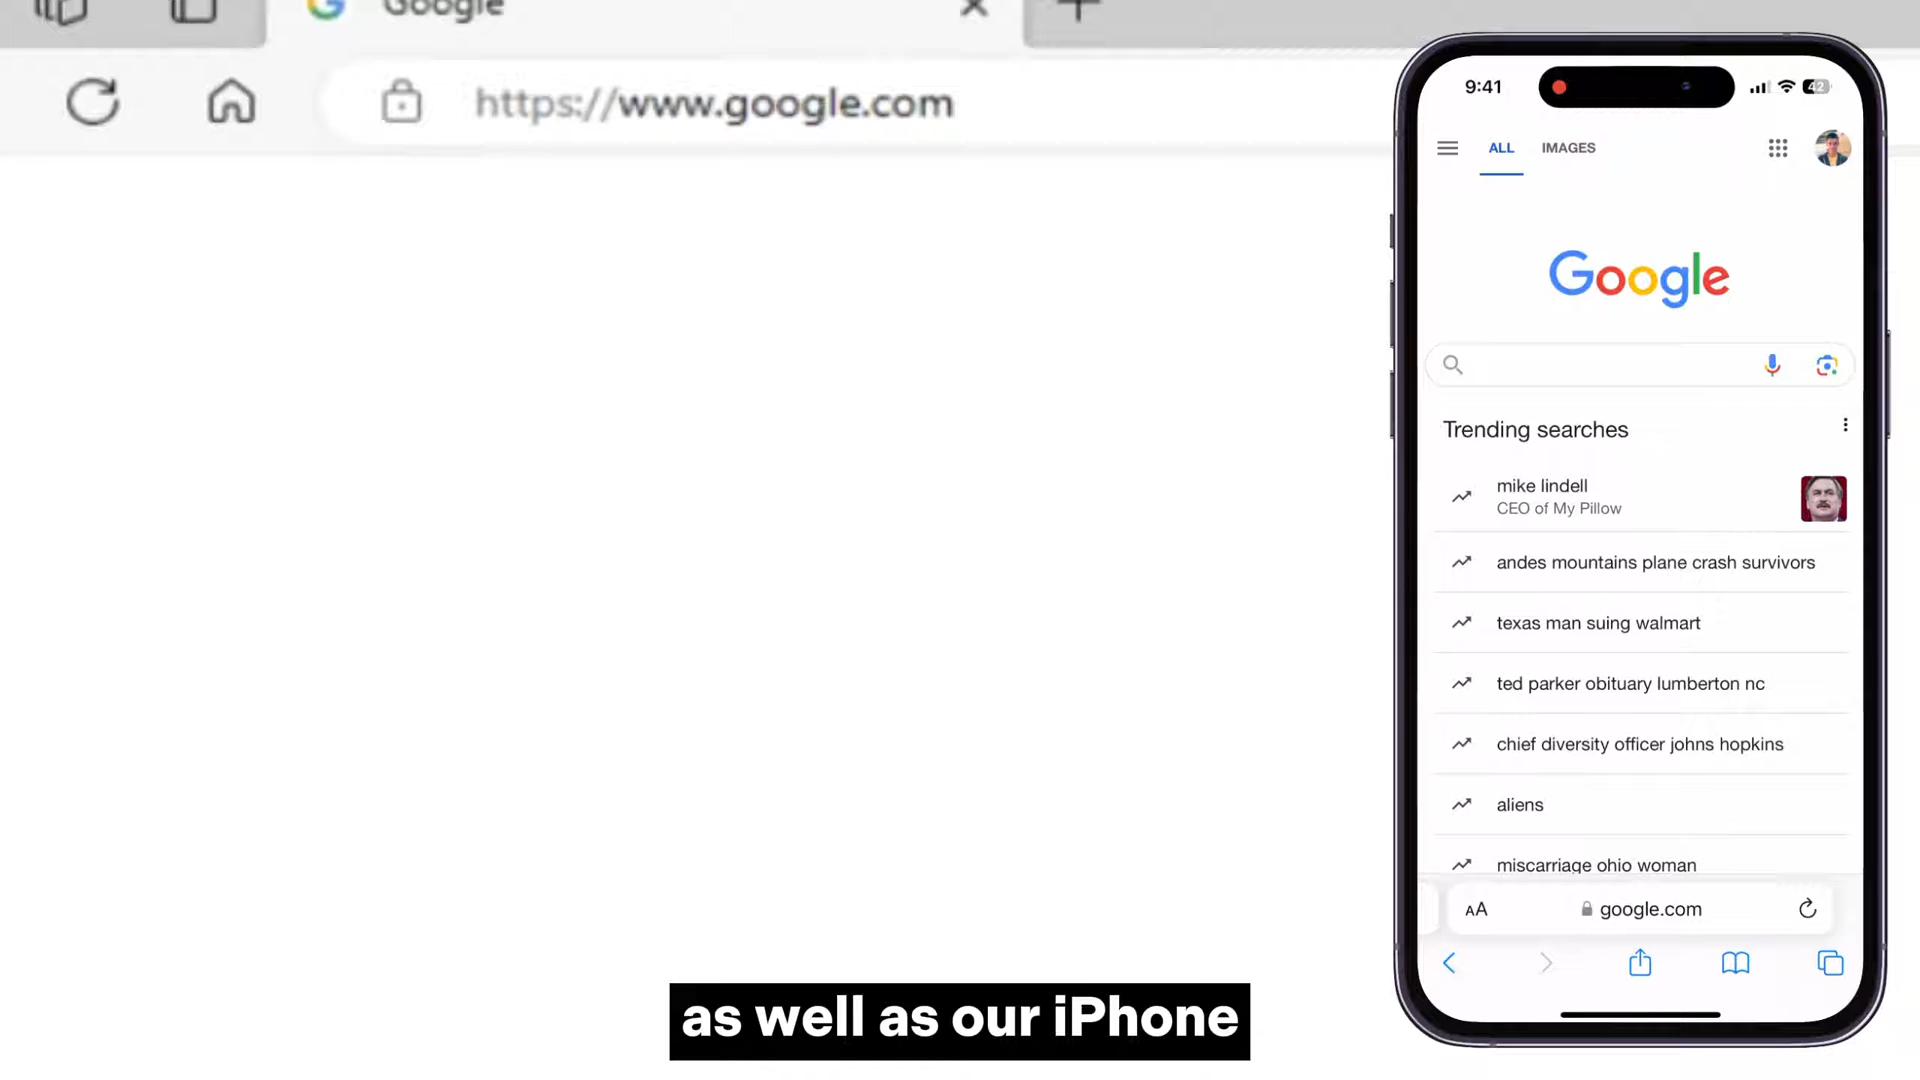 Google
https://www.google.com
9:41
42
ALL IMAGES
Google
Trending searches
mike lindell
CEO of My Pillow
andes mountains plane crash survivors
texas man suing walmart
ted parker obituary lumberton nc
chief diversity officer johns hopkins
aliens
miscarriage ohio woman
AA google.com
as well as our iPhone